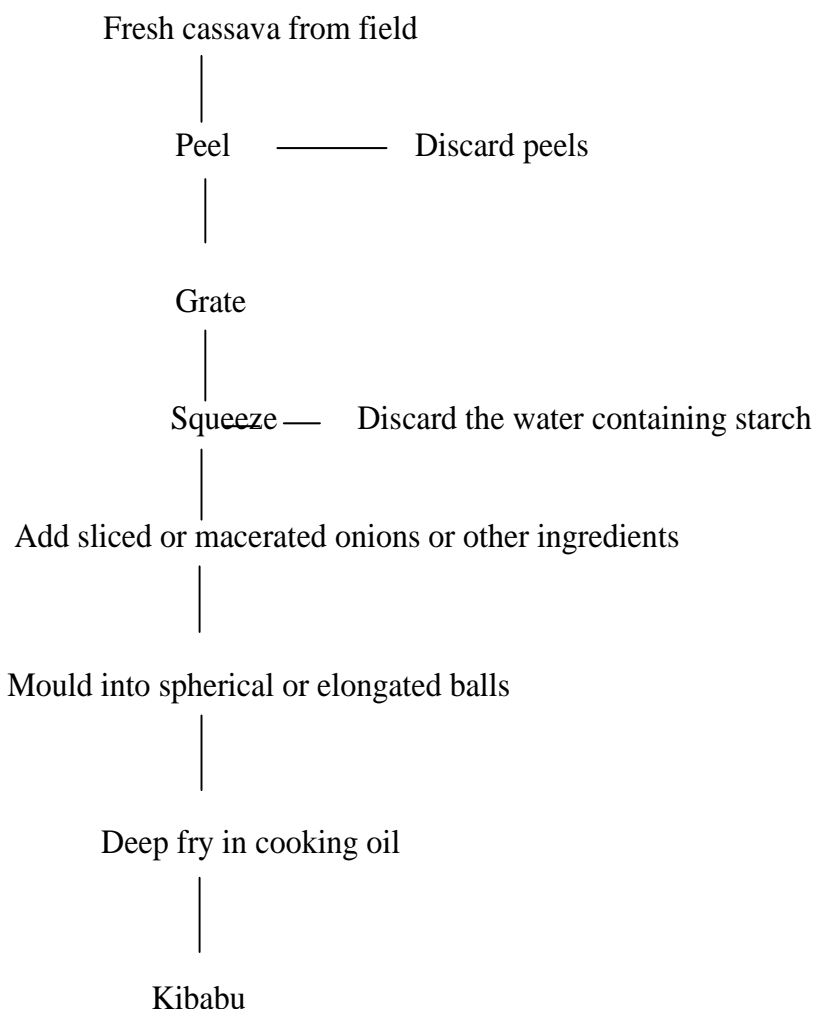 Fresh cassava from field
Peel Discard peels
Grate
Squeeze Discard the water containing starch
Add sliced or macerated onions or other ingredients
Mould into spherical or elongated balls
Deep fry in cooking oil
Kibabu